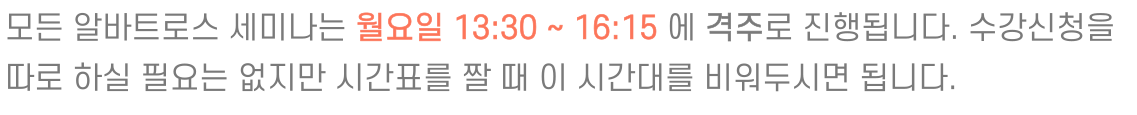 모든 알바트로스 세미나는 월요일 13:30 ~ 16:15 에 격주로 진행됩니다. 수강신청을
따로 하실 필요는 없지만 시간표를 짤 때 이 시간대를 비워두시면 됩니다.